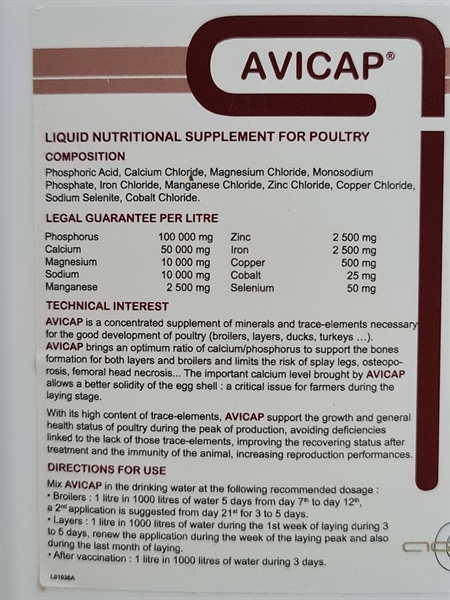 AVICAP®
LIQUID NUTRITIONAL SUPPLEMENT FOR POULTRY
COMPOSITION
Phosphoric Acid, Calcium Chloride, Magnesium Chloride, Monosodium
Phosphate, Iron Chloride, Manganese Chloride, Zinc Chloride, Copper Chloride,
Sodium Selenite, Cobalt Chloride.
LEGAL GUARANTEE PER LITRE
Phosphorus 100 000 mg Zinc 2 500 mg
Calcium 50 000 mg Iron 2 500 mg
Magnesium 10 000 mg Copper 500 mg
Sodium 10 000 mg Cobalt 25 mg
Manganese 2 500 mg Selenium 50 mg
TECHNICAL INTEREST
AVICAP is a concentrated supplement of minerals and trace-elements necessary
for the good development of poultry (broilers, layers, ducks, turkeys ...).
AVICAP brings an optimum ratio of calcium/phosphorus to support the bones
formation for both layers and broilers and limits the risk of splay legs, osteopo-
rosis, femoral head necrosis... The important calcium level brought by AVICAP
allows a better solidity of the egg shell : a critical issue for farmers during the
laying stage.
With its high content of trace-elements, AVICAP support the growth and general
health status of poultry during the peak of production, avoiding deficiencies
linked to the lack of those trace-elements, improving the recovering status after
treatment and the immunity of the animal, increasing reproduction performances.
DIRECTIONS FOR USE
Mix AVICAP in the drinking water at the following recommended dosage :
• Broilers : 1 litre in 1000 litres of water 5 days from day 7th to day 12th,
a 2nd application is suggested from day 21st for 3 to 5 days.
• Layers : 1 litre in 1000 litres of water during the 1st week of laying during 3
to 5 days, renew the application during the week of the laying peak and also
during the last month of laying.
• After vaccination : 1 litre in 1000 litres of water during 3 days.
L01036A